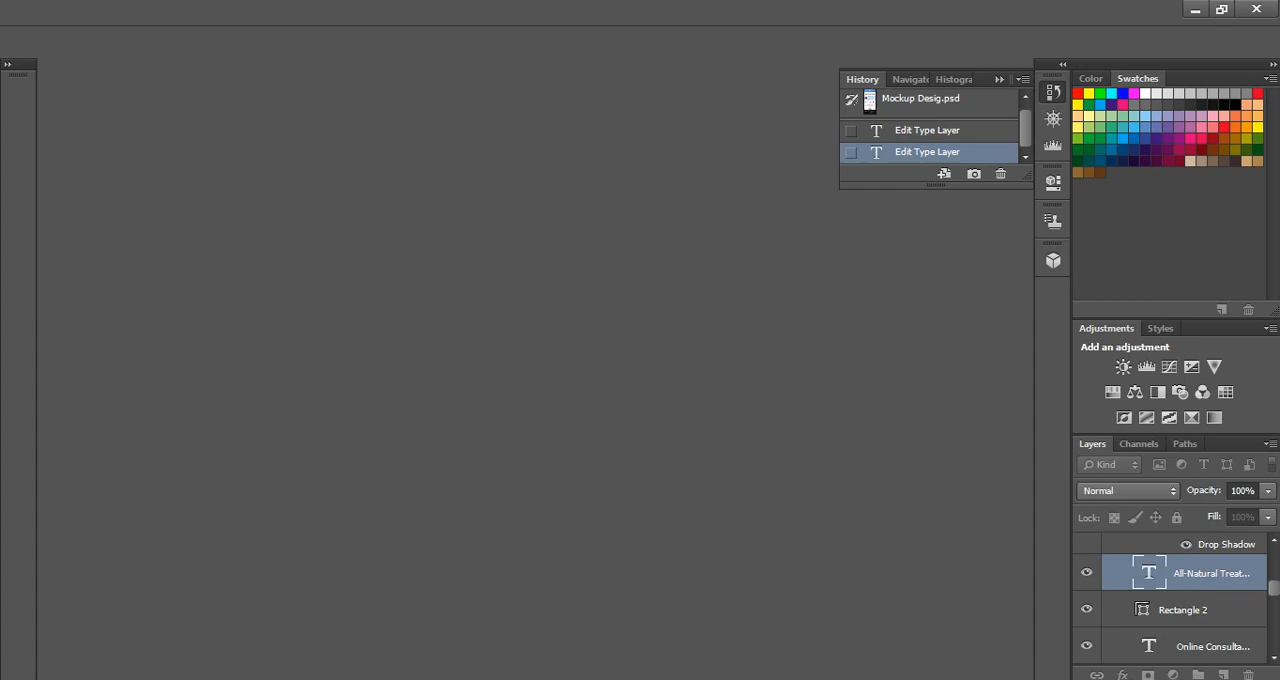 History
Navigat
Histogra
Color
Swatches
Mockup Desig.psd
Edit Type Layer
Edit Type Layer
Adjustments
Styles
Add an adjustment
Layers
Channels
Paths
Kind
Normal
Opacity: 100%
Lock:
Fill: 100%
Drop Shadow
All-Natural Treat...
Rectangle 2
Online Consulta...